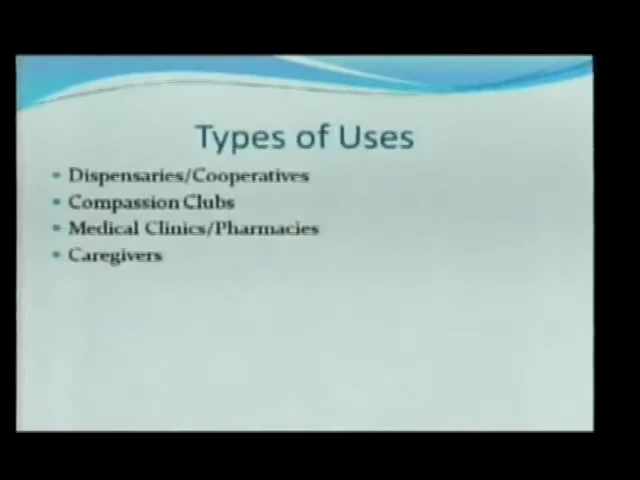 Types of Uses
Dispensaries/Cooperatives
Compassion Clubs
Medical Clinics/Pharmacies
Caregivers